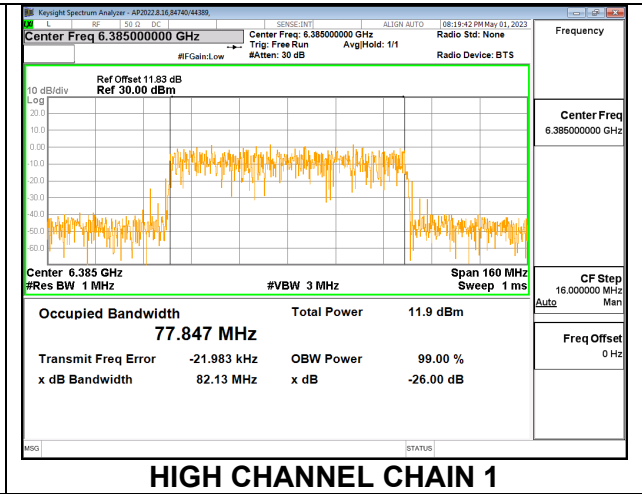 Keysight Spectrum Analyzer - AP2022.8.16,84740/44389,
L RF 50 Ω DC SENSE:INT ALIGN AUTO 08:19:42 PM May 01, 2023
Center Freq 6.385000000 GHz
Center Freq: 6.385000000 GHz
Radio Std: None
Trig: Free Run Avg|Hold: 1/1
#IFGain:Low #Atten: 30 dB Radio Device: BTS
Frequency
Ref Offset 11.83 dB
10 dB/div Ref 30.00 dBm
Log
20.0
10.0
0.00
-10.0
-20.0
-30.0
-40.0
-50.0
-60.0
Center 6.385 GHz Span 160 MHz
#Res BW 1 MHz #VBW 3 MHz Sweep 1 ms
Center Freq
6.385000000 GHz
CF Step
16.000000 MHz
Auto Man
Freq Offset
0 Hz
Occupied Bandwidth Total Power 11.9 dBm
77.847 MHz
Transmit Freq Error -21.983 kHz OBW Power 99.00 %
x dB Bandwidth 82.13 MHz x dB -26.00 dB
MSG STATUS
HIGH CHANNEL CHAIN 1